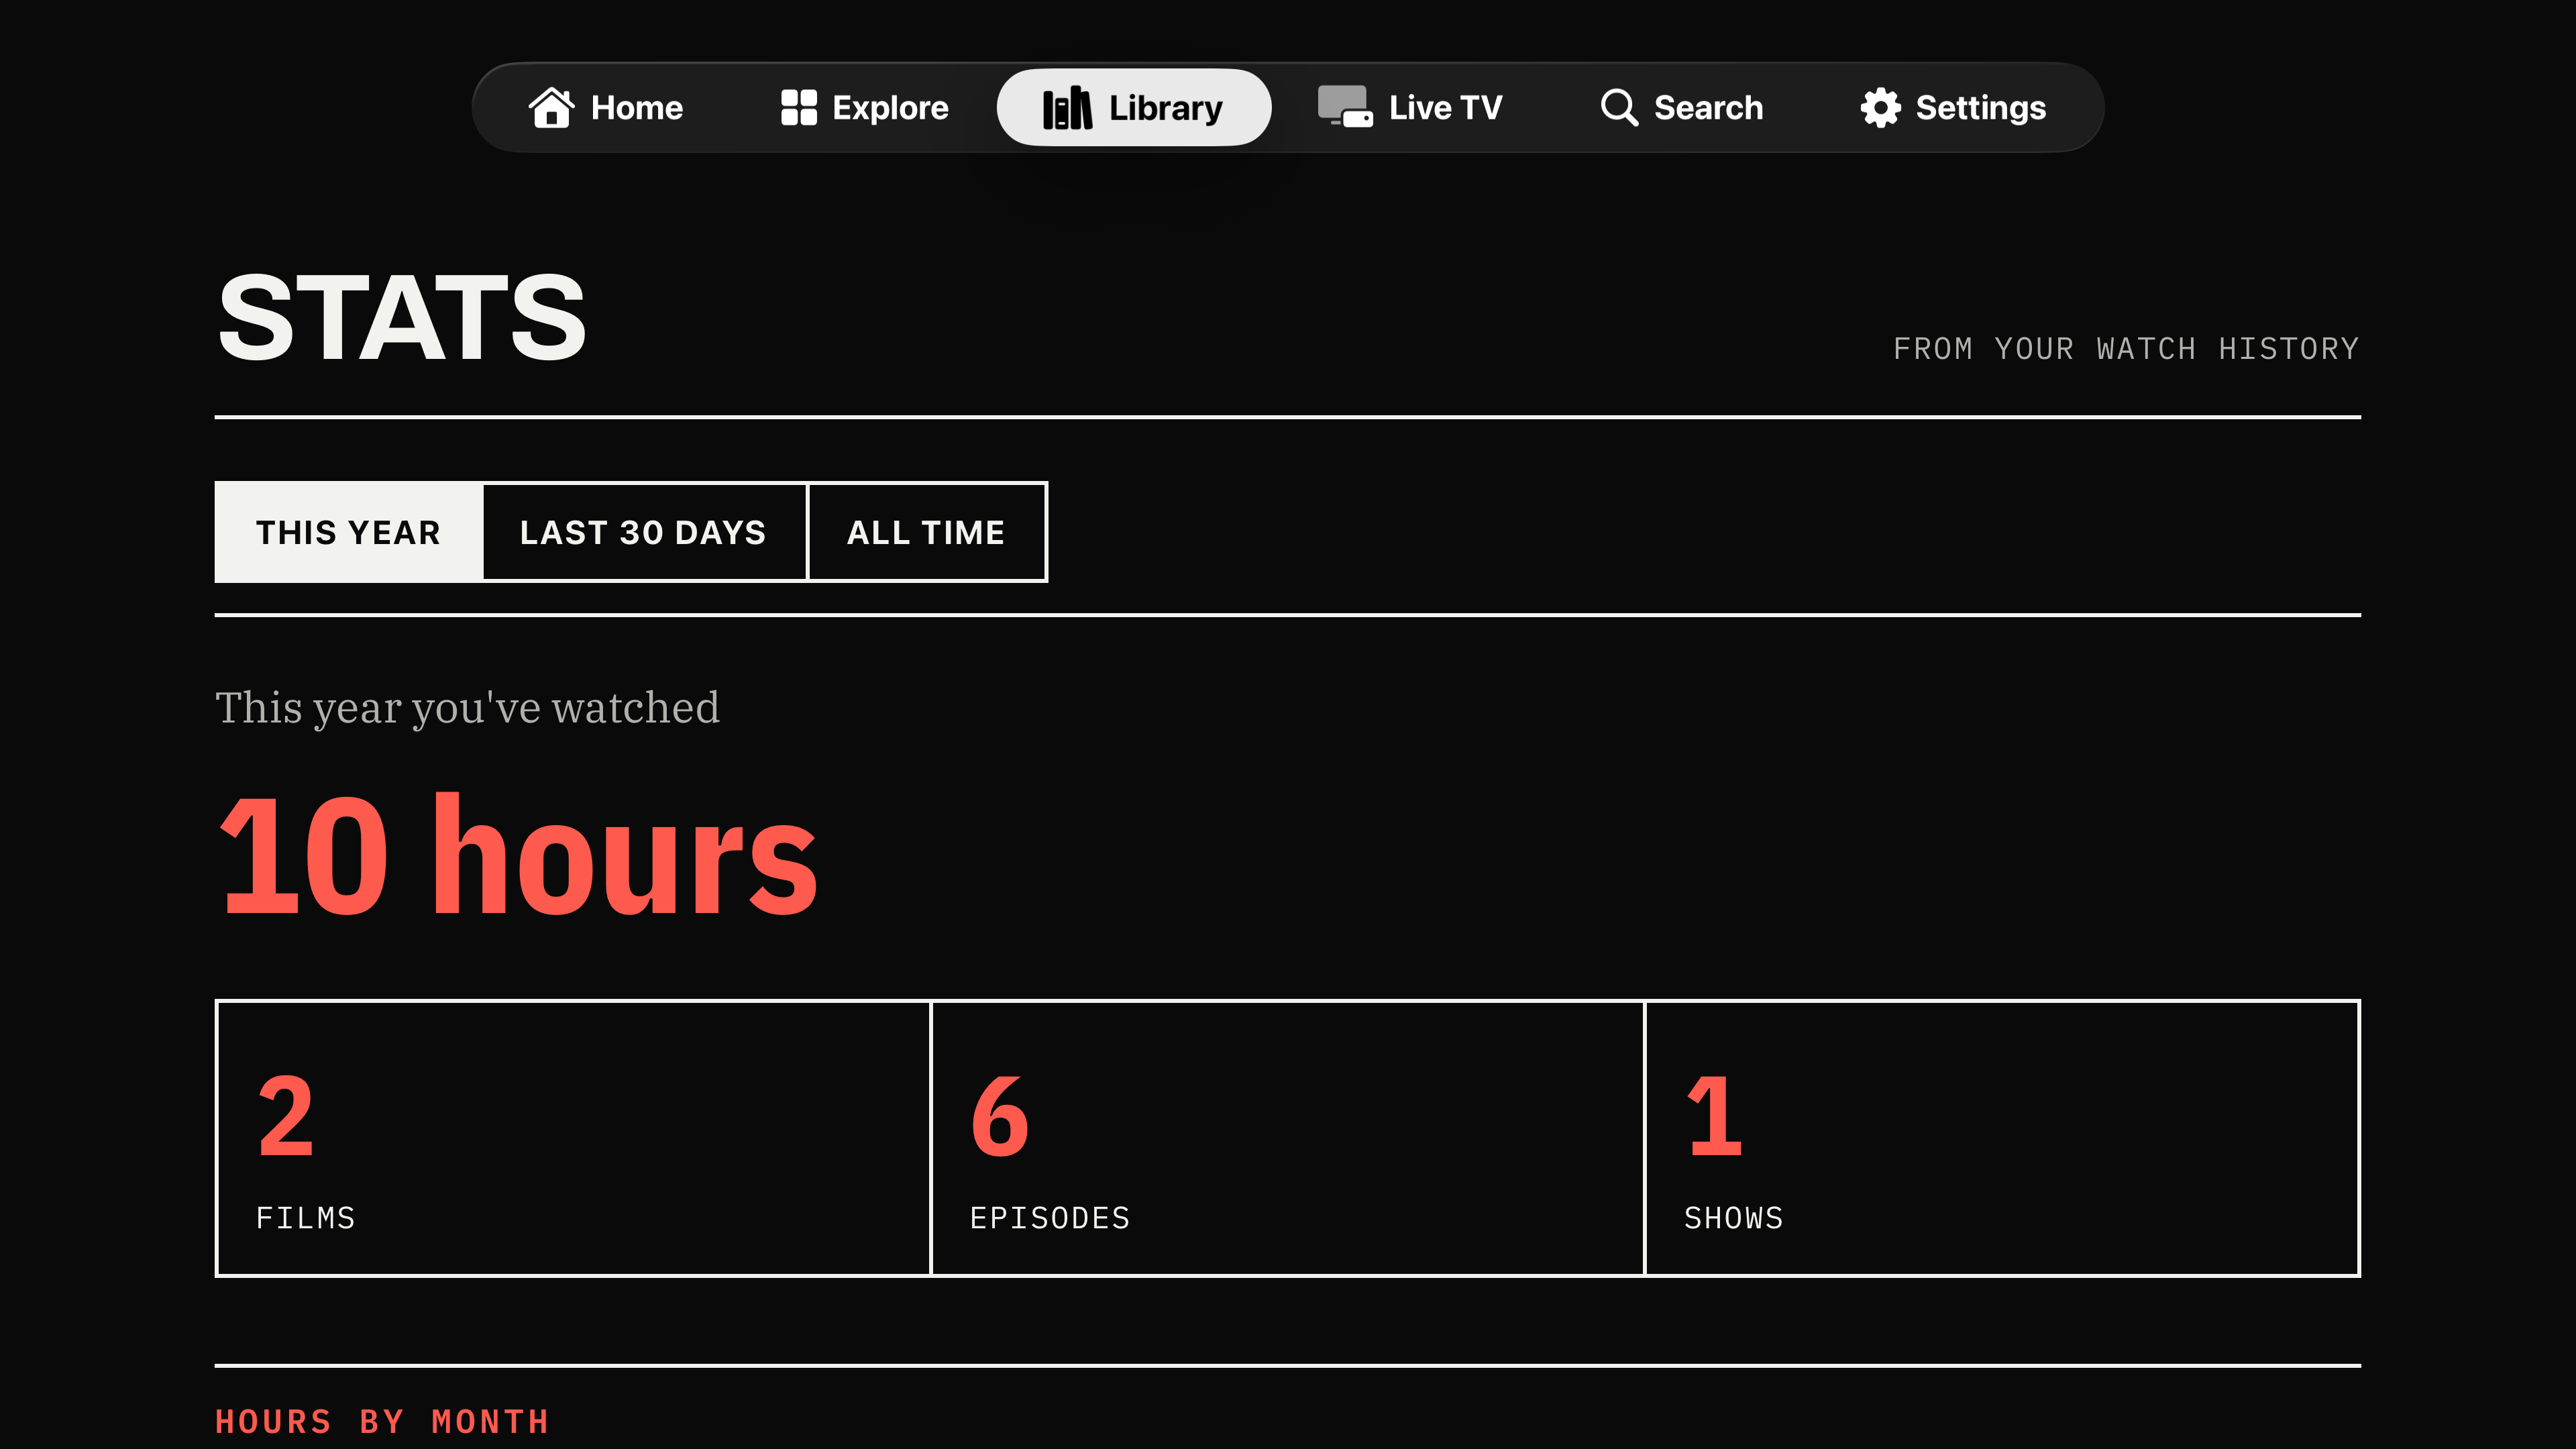 Home Explore Library Live TV Search Settings
STATS
FROM YOUR WATCH HISTORY
THIS YEAR LAST 30 DAYS ALL TIME
This year you've watched
10 hours
2 6 1
FILMS EPISODES SHOWS
HOURS BY MONTH